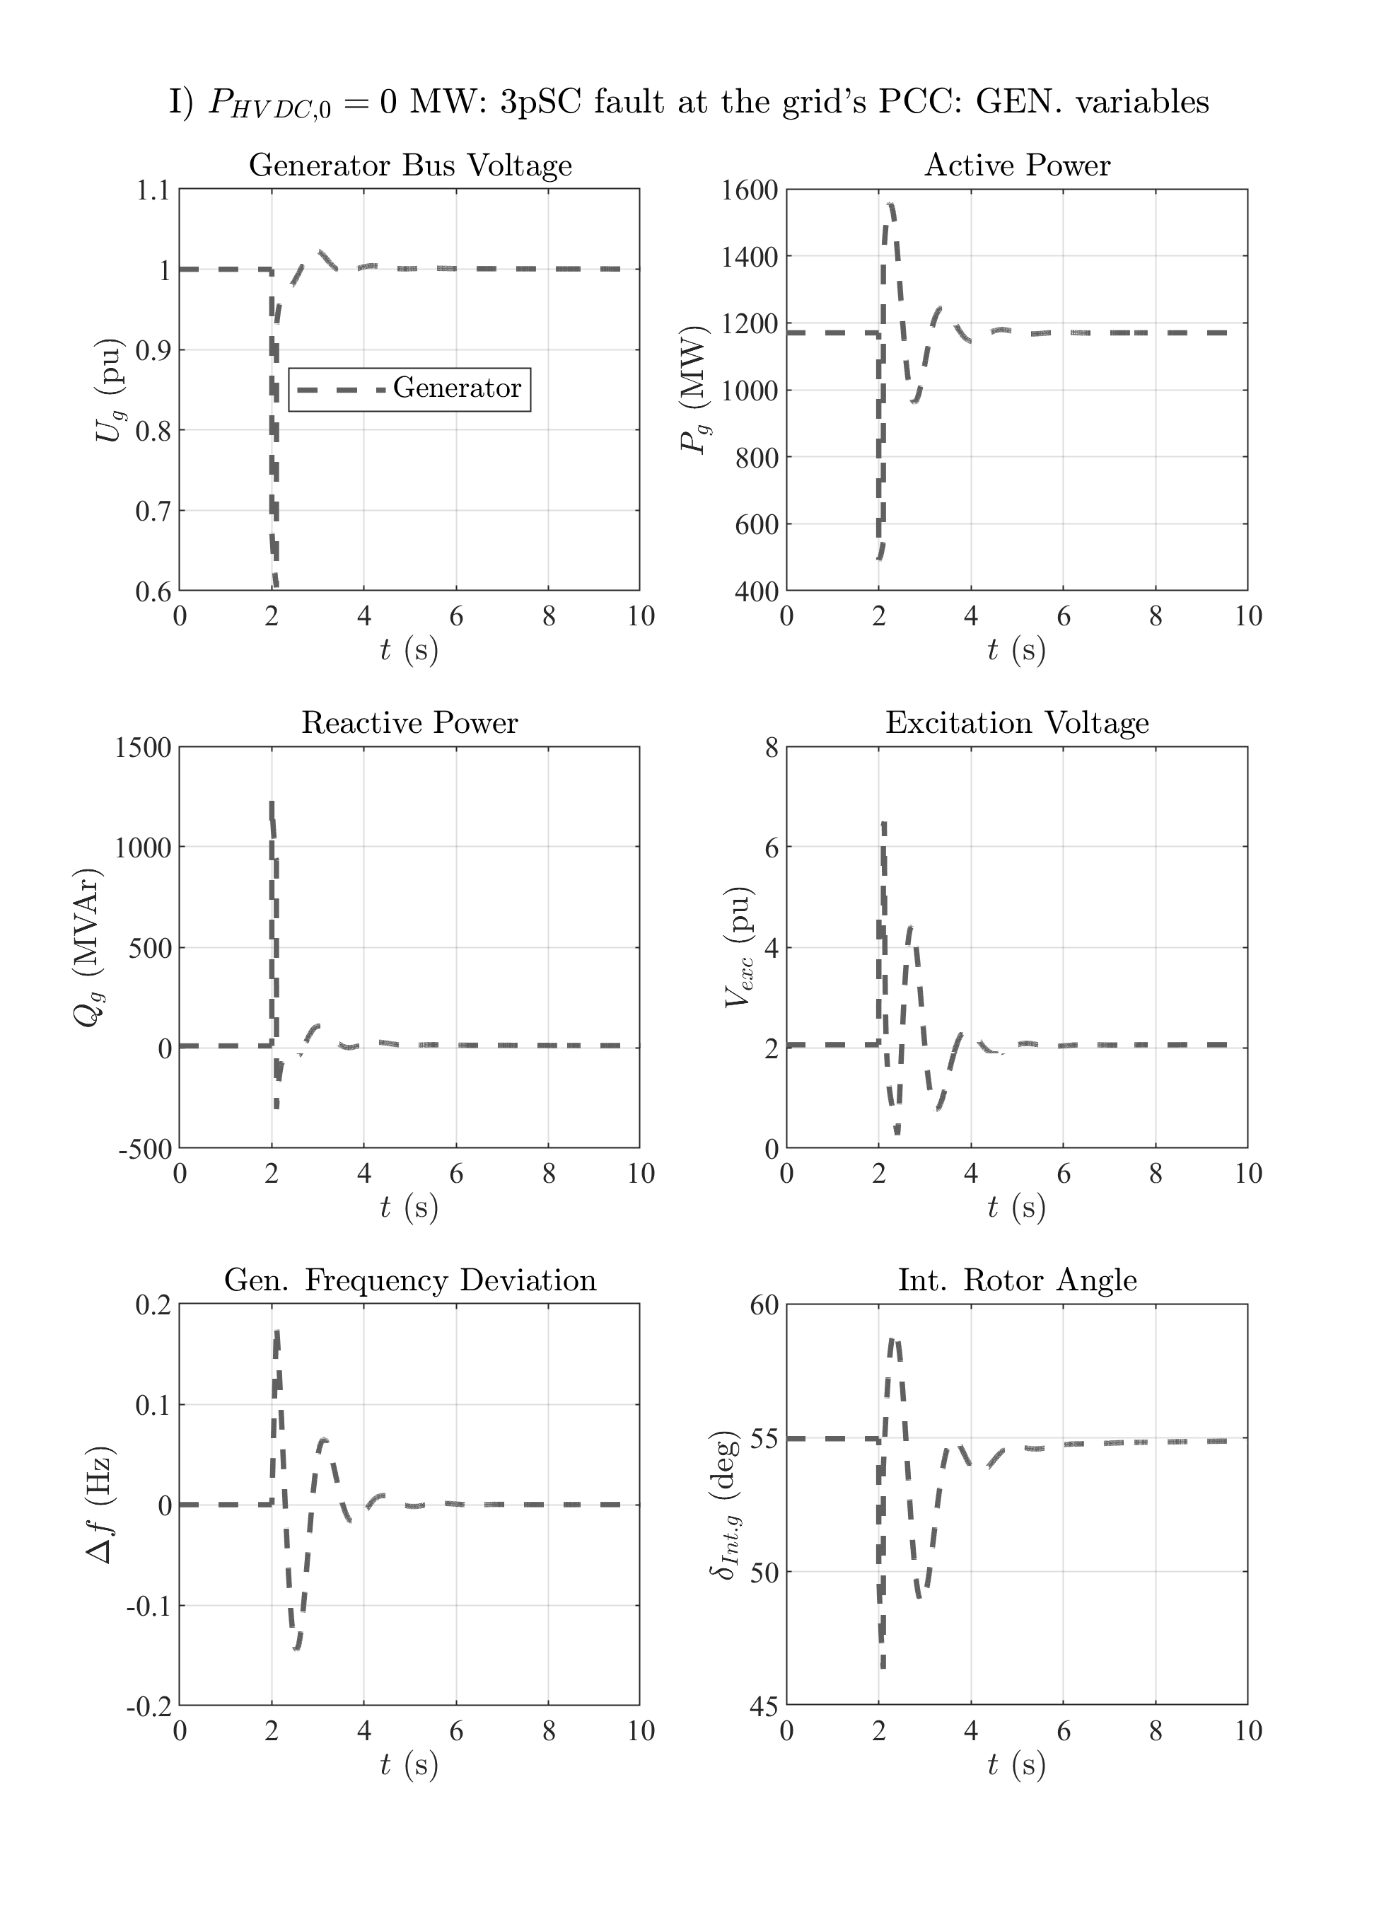 I) P_{HVDC,0} = 0 MW: 3pSC fault at the grid's PCC: GEN. variables
Generator Bus Voltage
1.1
1
0.9
0.8
0.7
0.6
U_g (pu)
Generator
0 2 4 6 8 10
t (s)
Active Power
1600
1400
1200
1000
800
600
400
P_g (MW)
0 2 4 6 8 10
t (s)
Reactive Power
1500
1000
500
0
-500
Q_g (MVAr)
0 2 4 6 8 10
t (s)
Excitation Voltage
8
6
4
2
0
V_{exc} (pu)
0 2 4 6 8 10
t (s)
Gen. Frequency Deviation
0.2
0.1
0
-0.1
-0.2
Δf (Hz)
0 2 4 6 8 10
t (s)
Int. Rotor Angle
60
55
50
45
δ_{Int.g} (deg)
0 2 4 6 8 10
t (s)